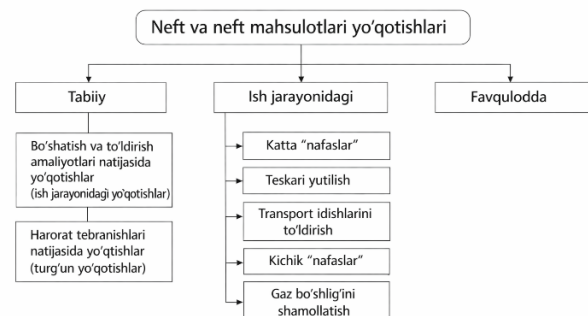 Neft va neft mahsulotlari yo‘qotishlari
Tabiiy
Ish jarayonidagi
Favqulodda
Bo‘shatish va to‘ldirish
amaliyotlari natijasida
yo‘qotishlar
(ish jarayonidagi yo‘qotishlar)
Harorat tebranishlari
natijasida yo‘qtishlar
(turg‘un yo‘qotishlar)
Katta “nafaslar”
Teskari yutilish
Transport idishlarini
to‘ldirish
Kichik “nafaslar”
Gaz bo‘shlig‘ini
shamollatish